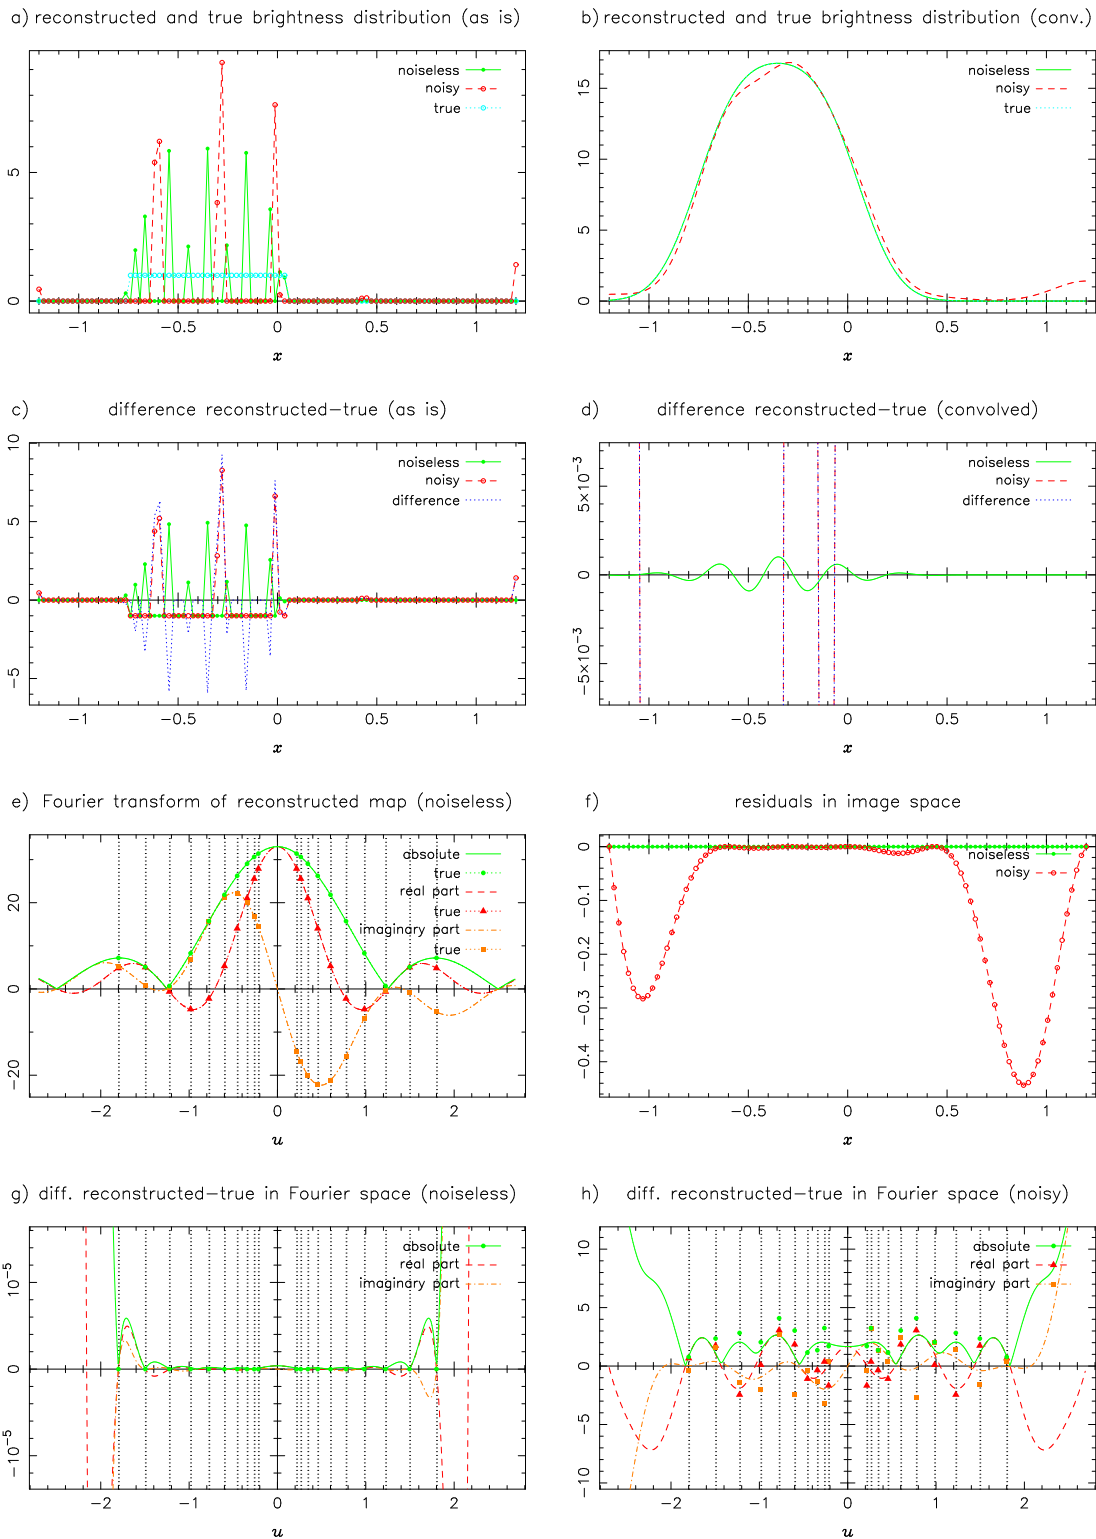 a) reconstructed and true brightness distribution (as is)
noiseless
noisy
true
5
0
−1 −0.5 0 0.5 1
x
b) reconstructed and true brightness distribution (conv.)
noiseless
noisy
true
15
10
5
0
−1 −0.5 0 0.5 1
x
c) difference reconstructed−true (as is)
noiseless
noisy
difference
10
5
0
−5
−1 −0.5 0 0.5 1
x
d) difference reconstructed−true (convolved)
noiseless
noisy
difference
5×10⁻³
0
−5×10⁻³
−1 −0.5 0 0.5 1
x
e) Fourier transform of reconstructed map (noiseless)
absolute
true
real part
true
imaginary part
true
20
0
−20
−2 −1 0 1 2
u
f) residuals in image space
noiseless
noisy
0
−0.1
−0.2
−0.3
−0.4
−1 −0.5 0 0.5 1
x
g) diff. reconstructed−true in Fourier space (noiseless)
absolute
real part
imaginary part
10⁻⁵
0
−10⁻⁵
−2 −1 0 1 2
u
h) diff. reconstructed−true in Fourier space (noisy)
absolute
real part
imaginary part
10
5
0
−5
−10
−2 −1 0 1 2
u